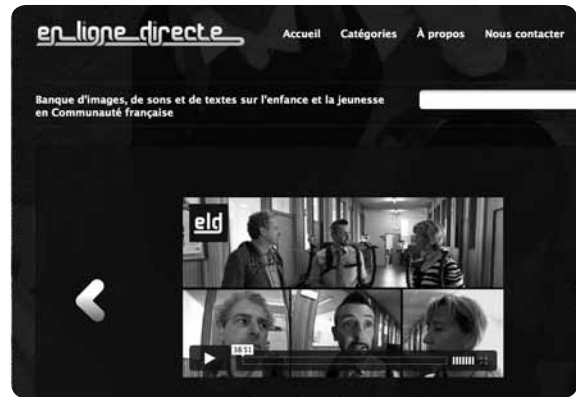 en_ligne_directe
Accueil Catégories À propos Nous contacter
Banque d'images, de sons et de textes sur l'enfance et la jeunesse
en Communauté française
eld
38:51